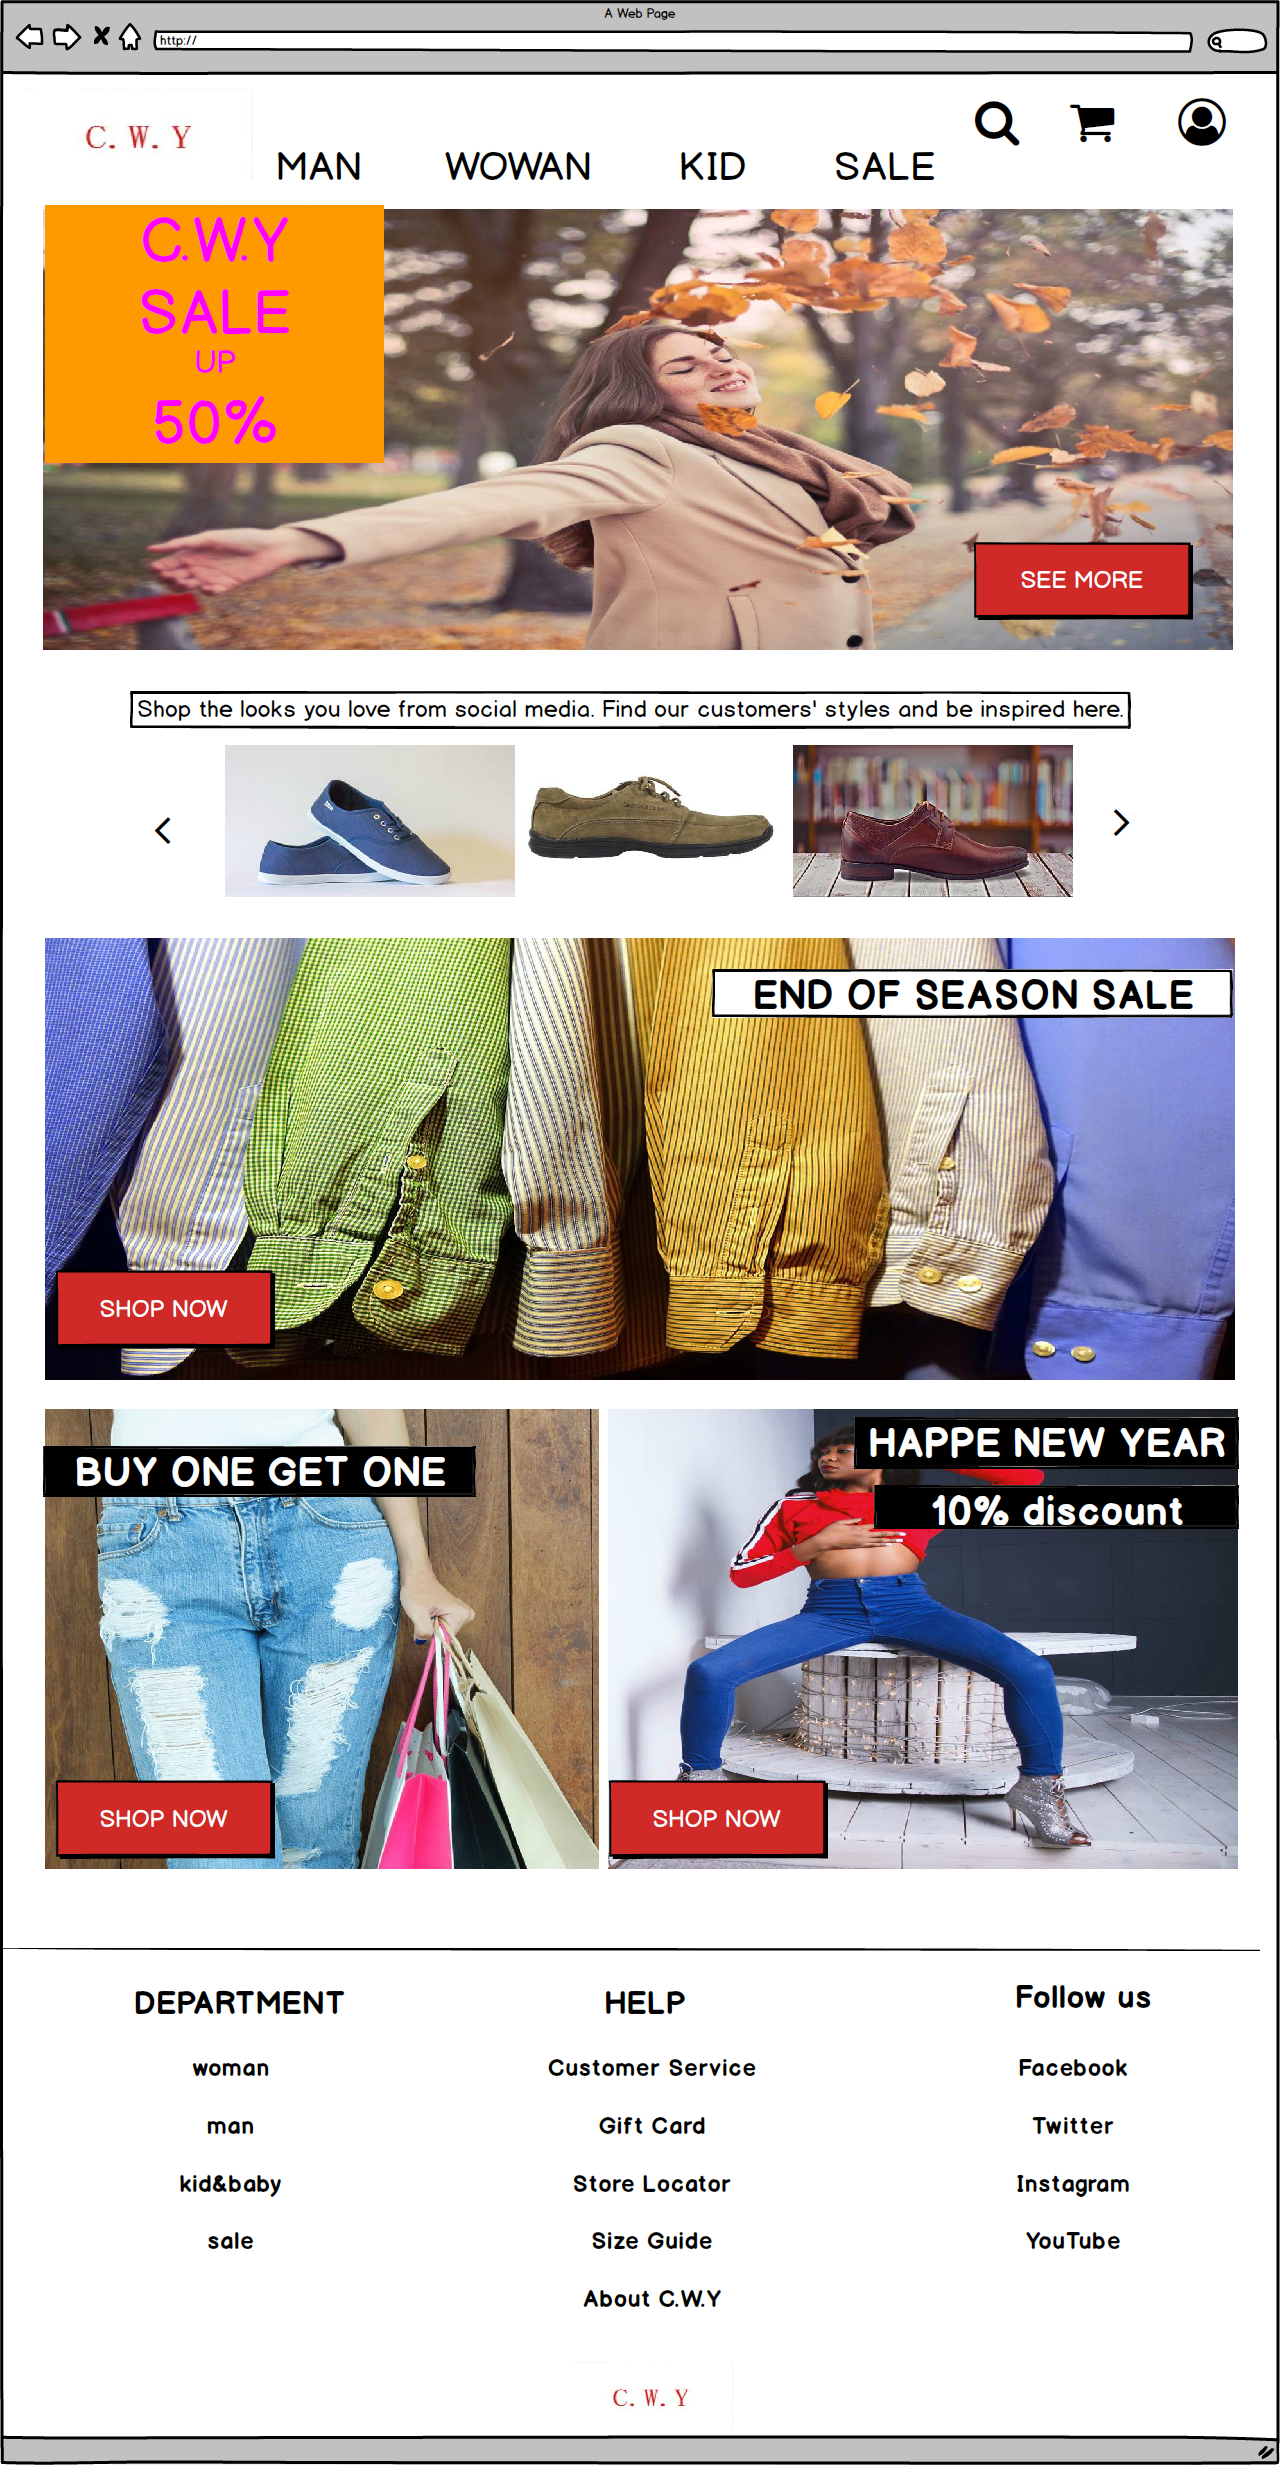 A Web Page
http://
C. W. Y
MAN WOWAN KID SALE
C.W.Y
SALE
UP
50%
SEE MORE
Shop the looks you love from social media. Find our customers' styles and be inspired here.
END OF SEASON SALE
SHOP NOW
BUY ONE GET ONE
HAPPE NEW YEAR
10% discount
SHOP NOW
SHOP NOW
DEPARTMENT
woman
man
kid&baby
sale
HELP
Customer Service
Gift Card
Store Locator
Size Guide
About C.W.Y
Follow us
Facebook
Twitter
Instagram
YouTube
C. W. Y